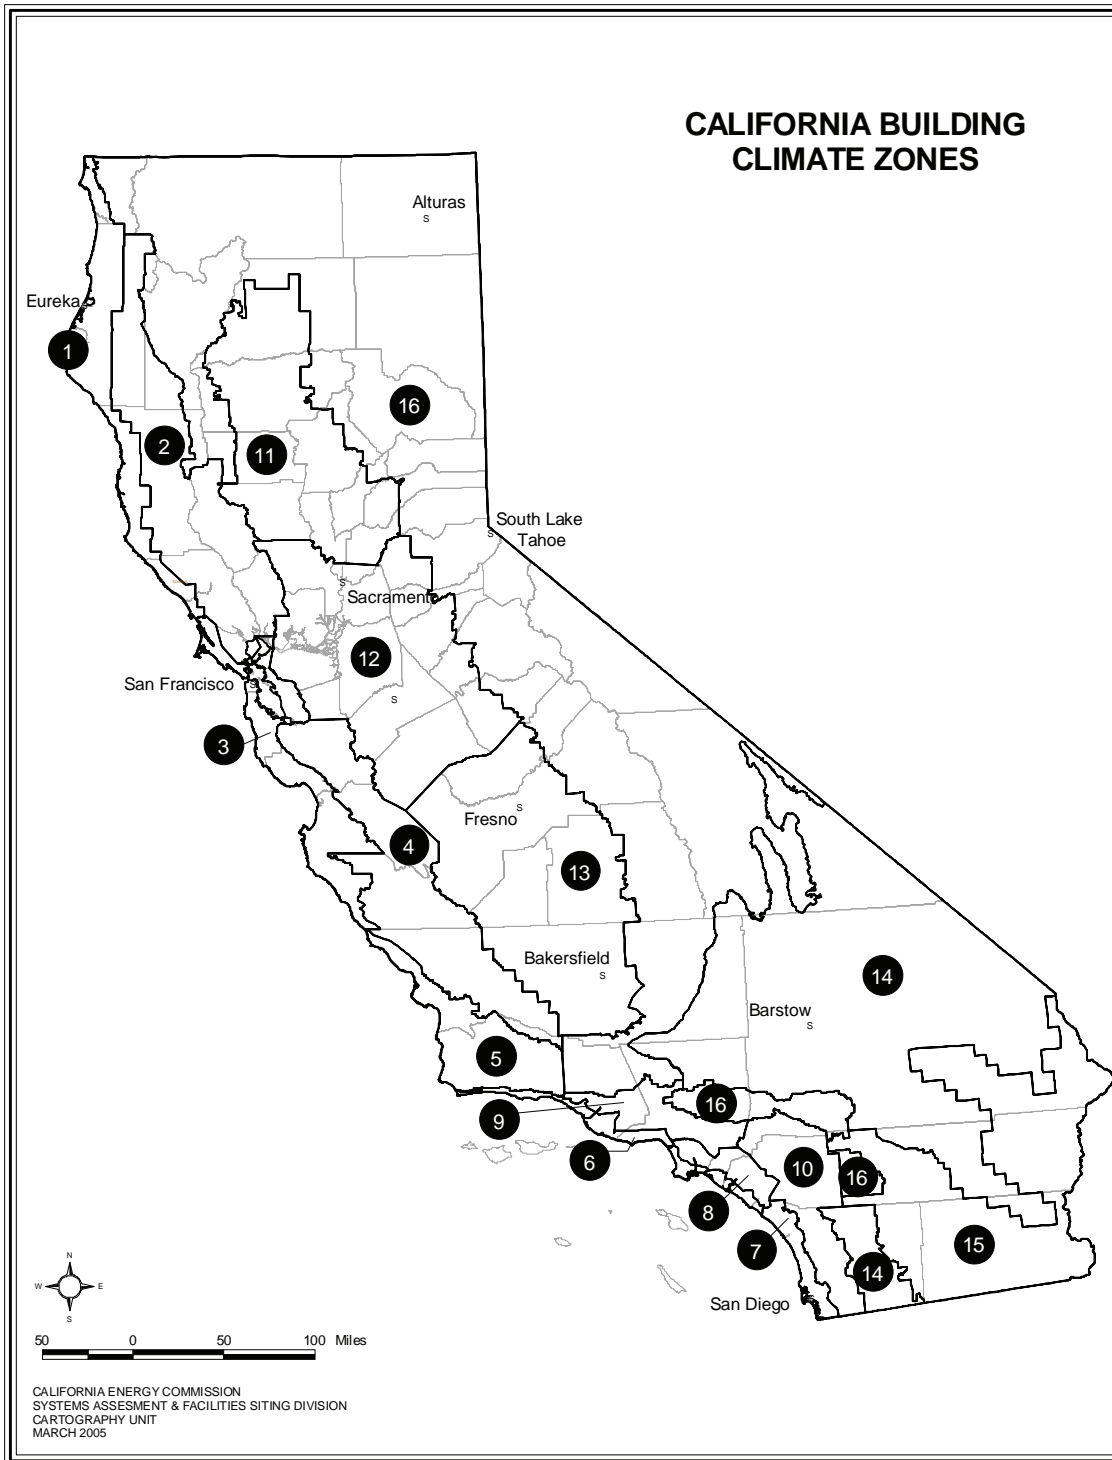 CALIFORNIA BUILDING
CLIMATE ZONES
Alturas
S
Eureka
1
16
2
11
South Lake
S
Tahoe
S
Sacramento
12
San Francisco
S
S
3
S
Fresno
4
13
Bakersfield
S
14
Barstow
S
5
9
16
6
10
16
8
7
15
14
San Diego
N
W
E
S
50
0
50
100 Miles
CALIFORNIA ENERGY COMMISSION
SYSTEMS ASSESMENT & FACILITIES SITING DIVISION
CARTOGRAPHY UNIT
MARCH 2005